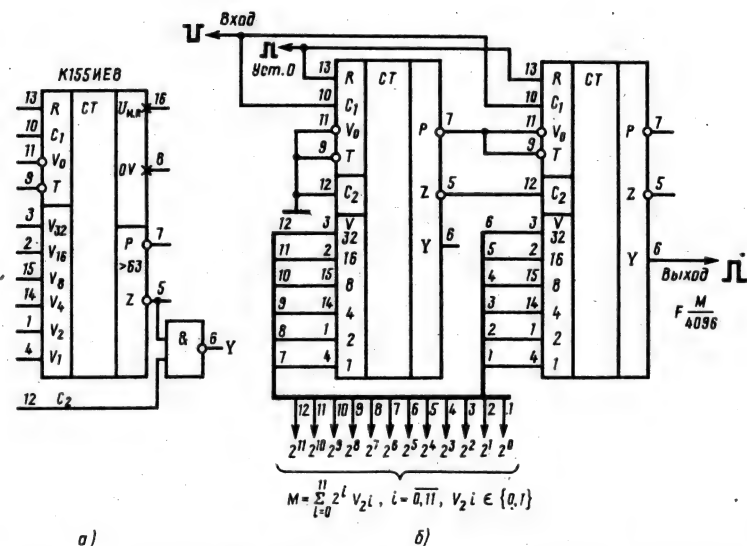 Вход
Уст.0
К155ИЕ8
13 R СТ Uи.п 16
10 C1
11 V0 0V 8
9 T
3 V32 P 7
2 V16 >63
15 V8 Z 5
14 V4
1 V2 & 6 Y
4 V1
12 C2
13 R СТ
10 C1
11 V0 P 7
9 T
12 C2 Z 5
V
12 3 32 Y 6
11 2 16
10 15 8
9 14 4
8 1 2
7 4 1
13 R СТ
10 C1
11 V0 P 7
9 T
12 C2 Z 5
V
6 3 32 Y 6
5 2 16
4 15 8
3 14 4
2 1 2
1 4 1
Выход
F M/4096
12 11 10 9 8 7 6 5 4 3 2 1
2^11 2^10 2^9 2^8 2^7 2^6 2^5 2^4 2^3 2^2 2^1 2^0
M = Σ_{i=0}^{11} 2^i V2i , i = 0,11, V2i ∈ {0,1}
а) б)